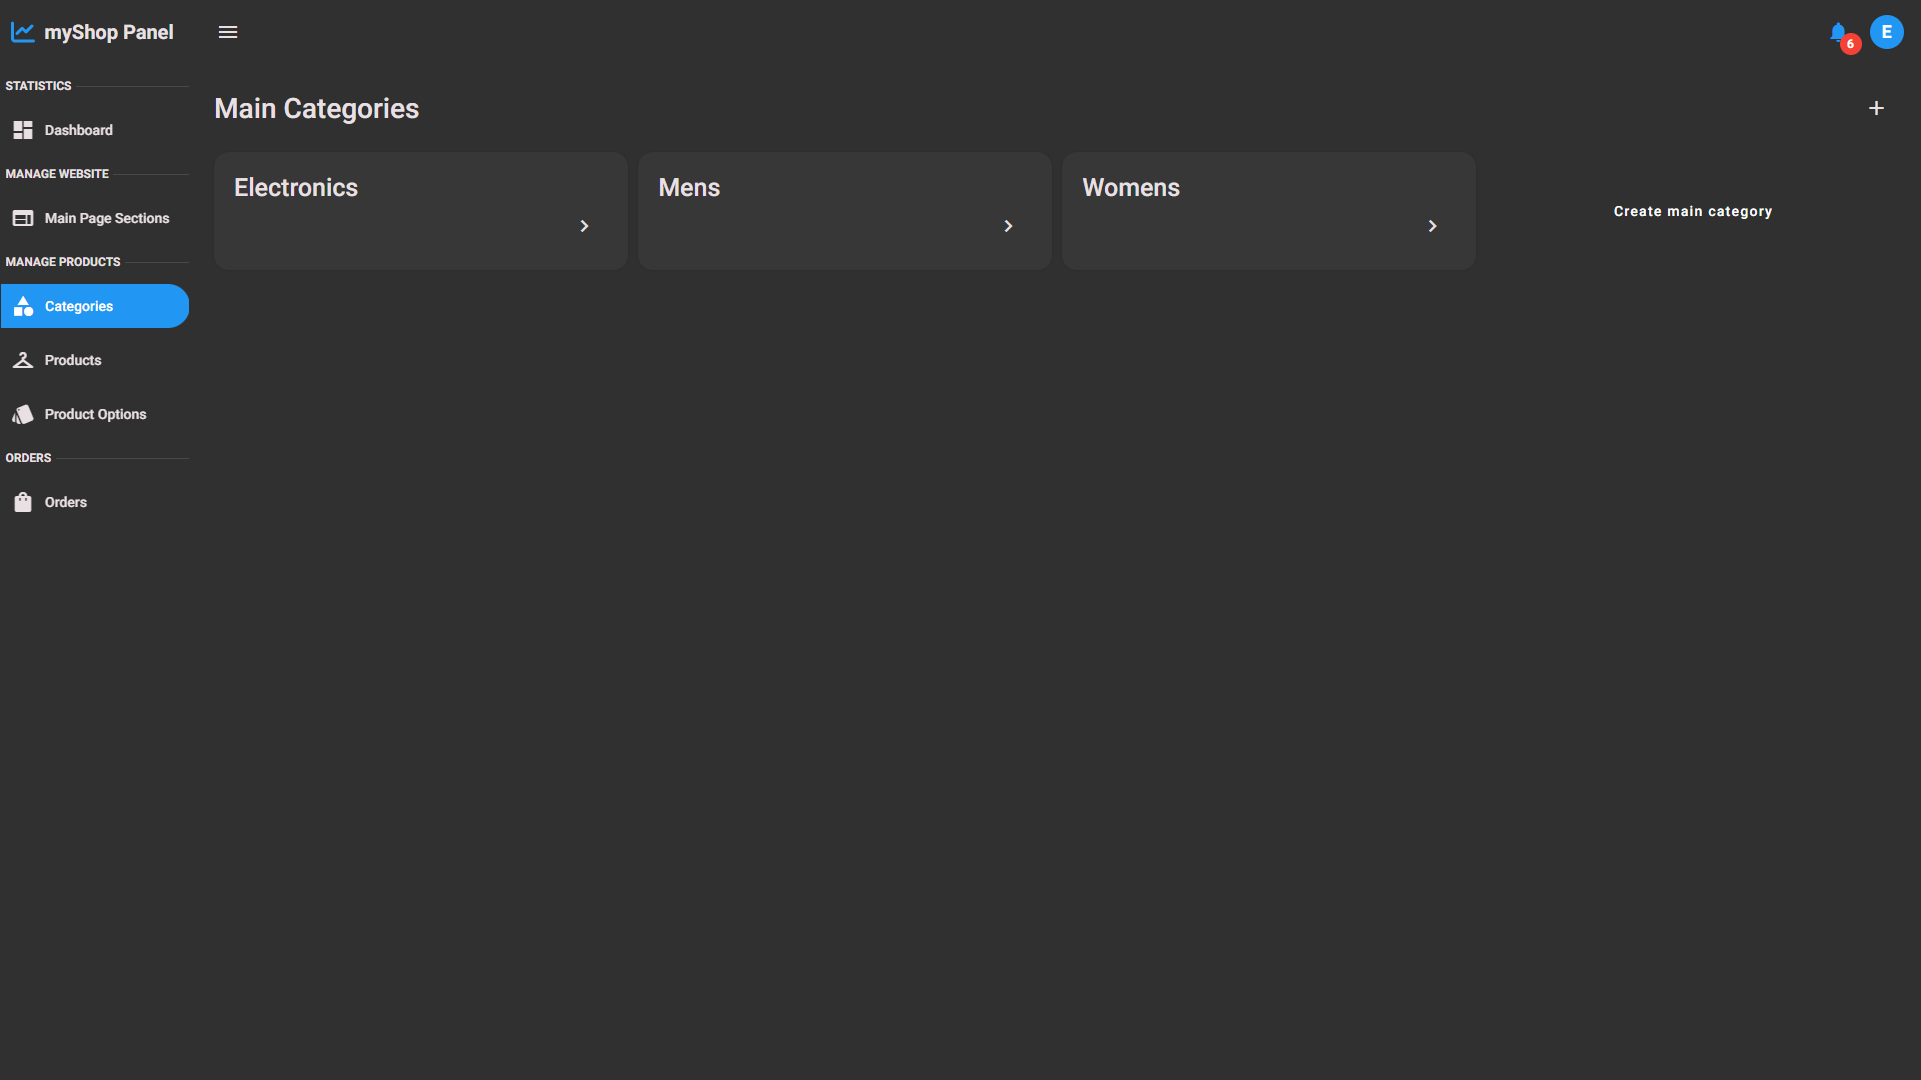 myShop Panel
6
E
STATISTICS
Dashboard
MANAGE WEBSITE
Main Page Sections
MANAGE PRODUCTS
Categories
Products
Product Options
ORDERS
Orders
Main Categories
Electronics
Mens
Womens
Create main category